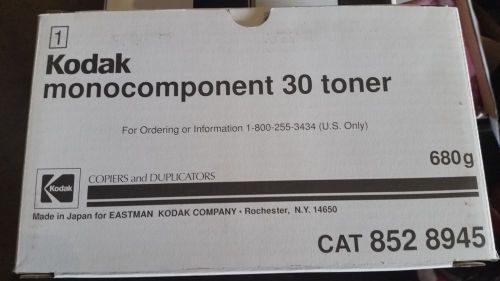 1
Kodak
monocomponent 30 toner
For Ordering or Information 1-800-255-3434 (U.S. Only)
680g
COPIERS and DUPLICATORS
Kodak
Made in Japan for EASTMAN KODAK COMPANY • Rochester, N.Y. 14650
CAT 852 8945